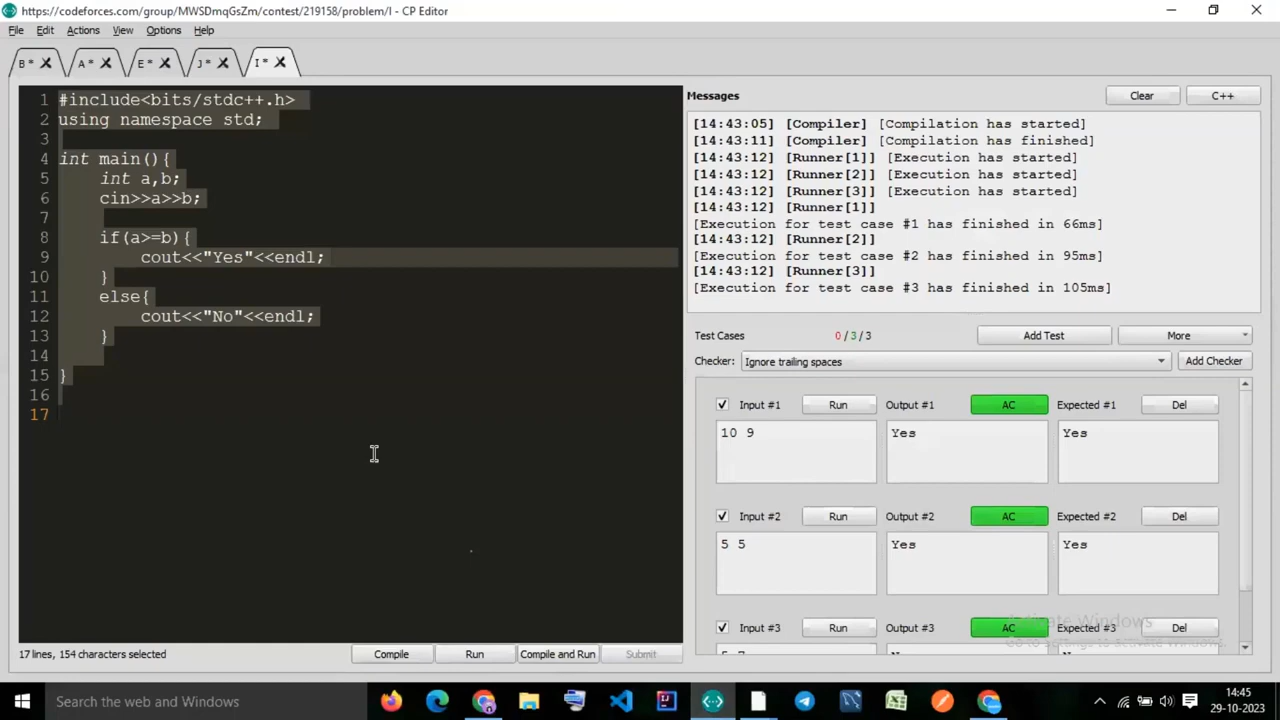 https://codeforces.com/group/MWSDmqGsZm/contest/219158/problem/I - CP Editor
File Edit Actions View Options Help
B * A * E * J * I *
1 #include<bits/stdc++.h>
2 using namespace std;
3
4 int main(){
5 int a,b;
6 cin>>a>>b;
7
8 if(a>=b){
9 cout<<"Yes"<<endl;
10 }
11 else{
12 cout<<"No"<<endl;
13 }
14
15 }
16
17
17 lines, 154 characters selected
Compile Run Compile and Run Submit
Messages Clear C++
[14:43:05] [Compiler] [Compilation has started]
[14:43:11] [Compiler] [Compilation has finished]
[14:43:12] [Runner[1]] [Execution has started]
[14:43:12] [Runner[2]] [Execution has started]
[14:43:12] [Runner[3]] [Execution has started]
[14:43:12] [Runner[1]]
[Execution for test case #1 has finished in 66ms]
[14:43:12] [Runner[2]]
[Execution for test case #2 has finished in 95ms]
[14:43:12] [Runner[3]]
[Execution for test case #3 has finished in 105ms]
Test Cases 0 / 3 / 3 Add Test More
Checker: Ignore trailing spaces Add Checker
Input #1 Run Output #1 AC Expected #1 Del
10 9 Yes Yes
Input #2 Run Output #2 AC Expected #2 Del
5 5 Yes Yes
Activate Windows
Input #3 Run Output #3 AC Expected #3 Del
Go to Settings to activate Windows.
Search the web and Windows
14:45
29-10-2023